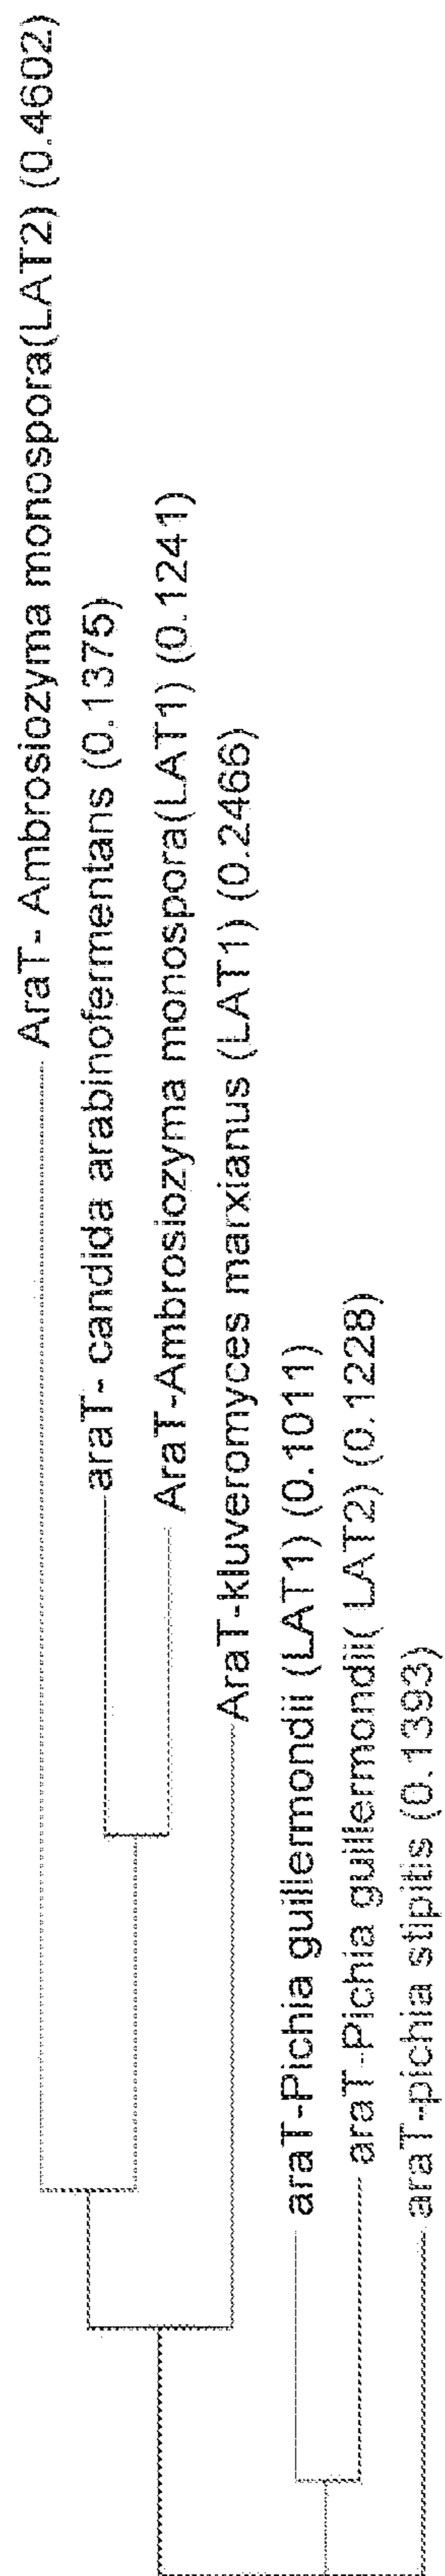 AraT- Ambrosiozyma monospora(LAT2) (0.4602)
araT- candida arabinofermentans (0.1375)
AraT-Ambrosiozyma monospora(LAT1) (0.1241)
AraT-kluveromyces marxianus (LAT1) (0.2466)
araT-Pichia guillermondii (LAT1) (0.1011)
araT-Pichia guillermondii( LAT2) (0.1228)
araT-pichia stipitis (0.1393)